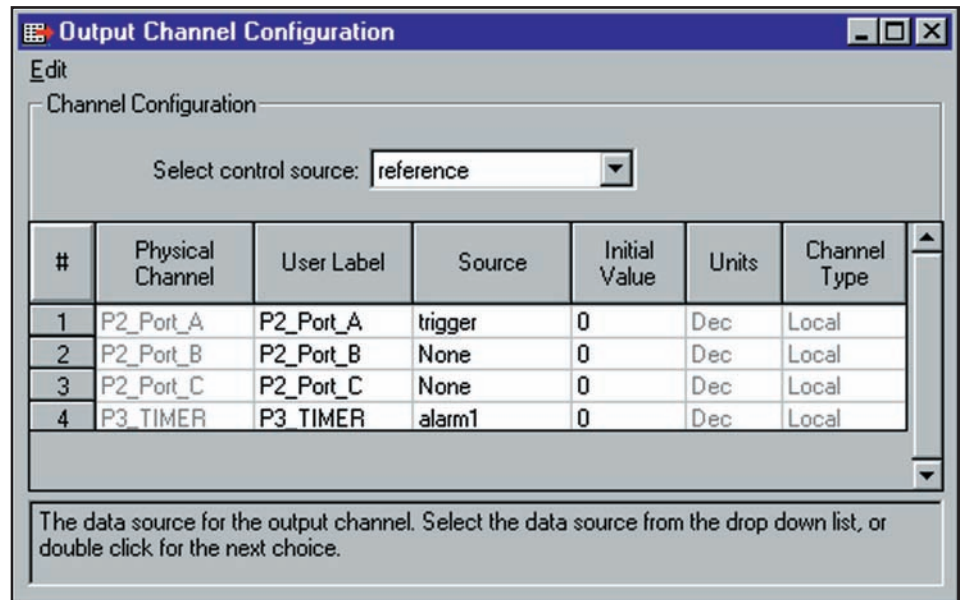 Output Channel Configuration
Edit
Channel Configuration
Select control source: reference
# Physical Channel User Label Source Initial Value Units Channel Type
1 P2_Port_A P2_Port_A trigger 0 Dec Local
2 P2_Port_B P2_Port_B None 0 Dec Local
3 P2_Port_C P2_Port_C None 0 Dec Local
4 P3_TIMER P3_TIMER alarm1 0 Dec Local
The data source for the output channel. Select the data source from the drop down list, or
double click for the next choice.